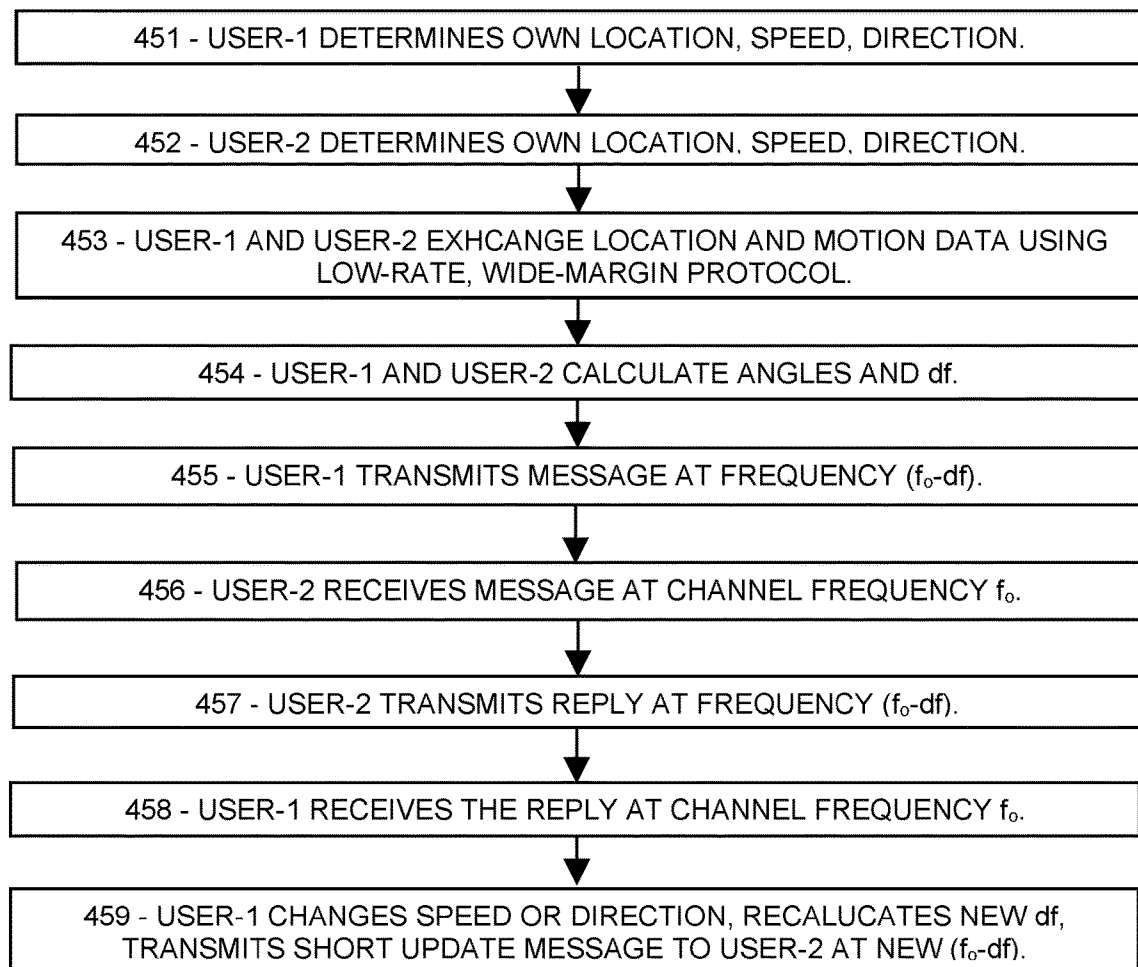 451 - USER-1 DETERMINES OWN LOCATION, SPEED, DIRECTION.
452 - USER-2 DETERMINES OWN LOCATION, SPEED, DIRECTION.
453 - USER-1 AND USER-2 EXHCANGE LOCATION AND MOTION DATA USING
LOW-RATE, WIDE-MARGIN PROTOCOL.
454 - USER-1 AND USER-2 CALCULATE ANGLES AND df.
455 - USER-1 TRANSMITS MESSAGE AT FREQUENCY (fₒ-df).
456 - USER-2 RECEIVES MESSAGE AT CHANNEL FREQUENCY fₒ.
457 - USER-2 TRANSMITS REPLY AT FREQUENCY (fₒ-df).
458 - USER-1 RECEIVES THE REPLY AT CHANNEL FREQUENCY fₒ.
459 - USER-1 CHANGES SPEED OR DIRECTION, RECALUCATES NEW df,
TRANSMITS SHORT UPDATE MESSAGE TO USER-2 AT NEW (fₒ-df).